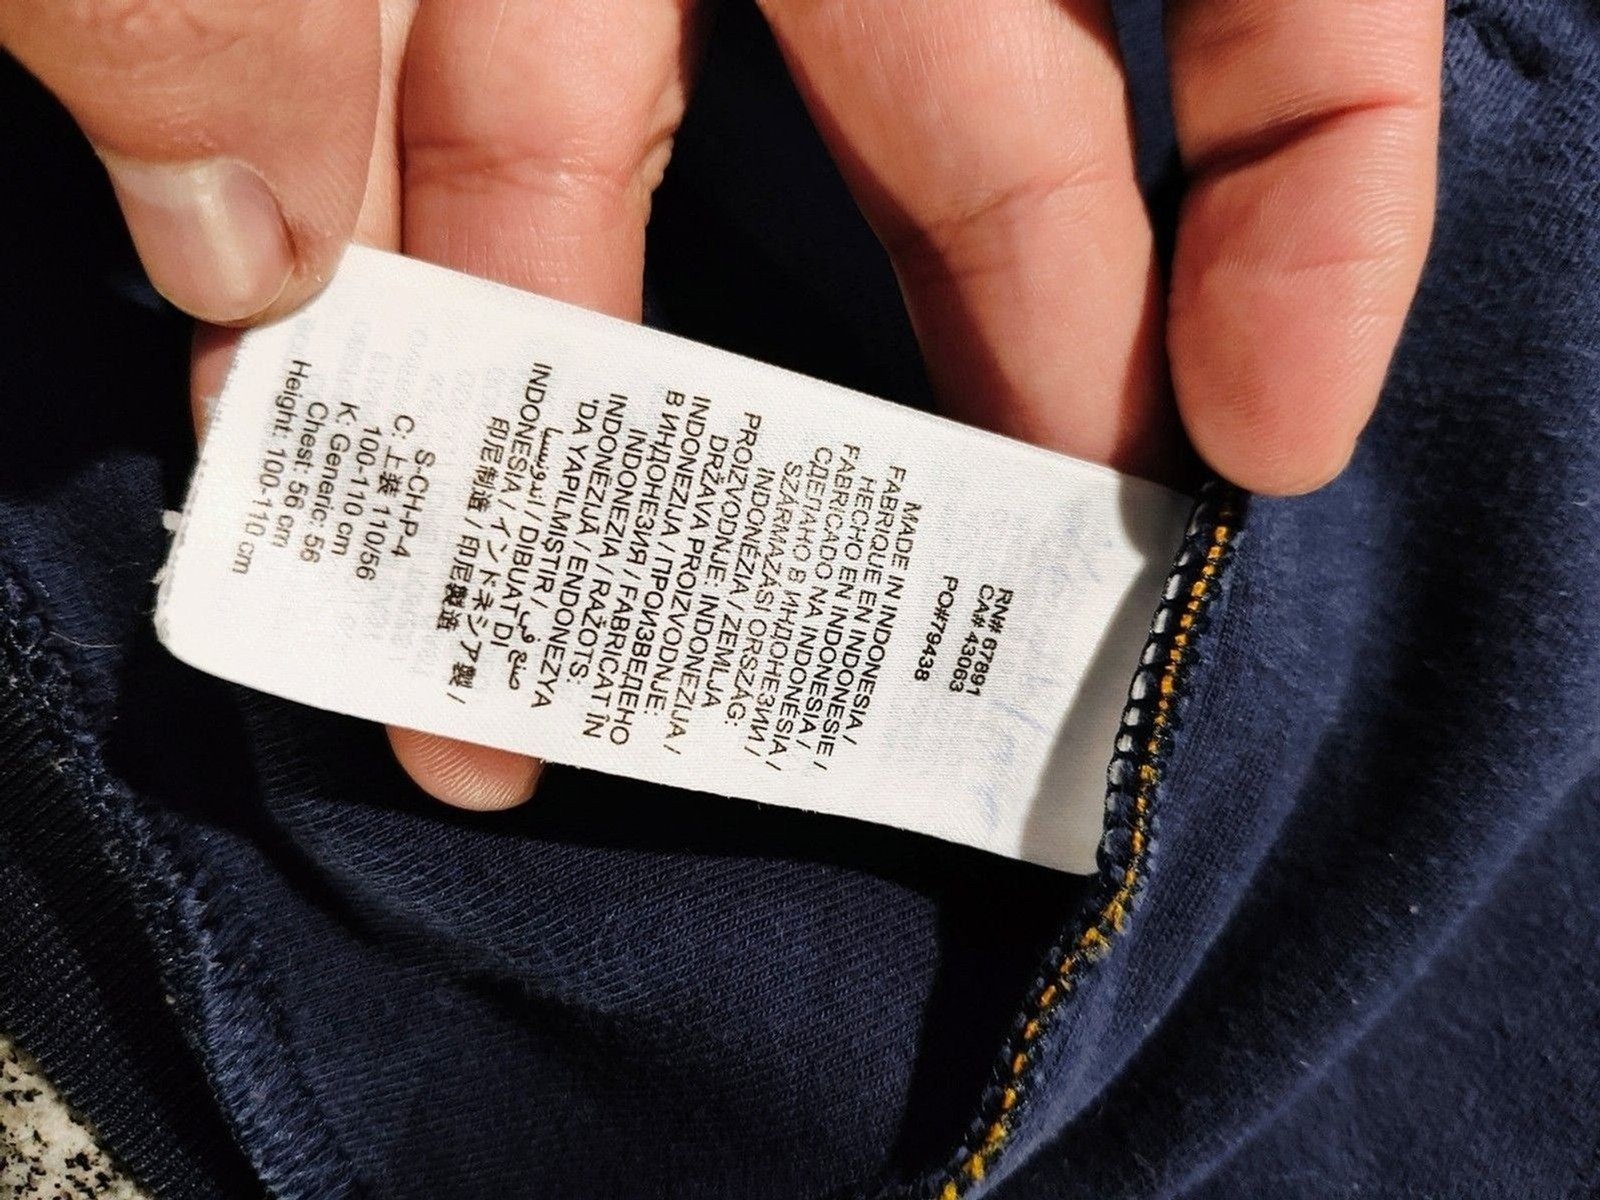 RN# 67891
CA# 43063
PO#79438
MADE IN INDONESIA /
FABRIQUE EN INDONESIE /
HECHO EN INDONESIA /
FABRICADO NA INDONÉSIA /
СДЕЛАНО В ИНДОНЕЗИИ /
SZÁRMAZÁSI ORSZÁG:
INDONÉZIA / ZEMLJA
PROIZVODNJE: INDONEZIJA /
DRŽAVA PROIZVODNJE:
INDONEZIJA / ПРОИЗВЕДЕНО
В ИНДОНЕЗИЯ / FABRICAT ÎN
INDONEZIA / RAŽOTS:
INDONĒZIJĀ / ENDONEZYA
'DA YAPILMIŞTIR /
صنع في اندونيسيا / DIBUAT DI
INDONESIA / インドネシア製 /
印尼制造 / 印尼製造
S-CH-P-4
C: 上装 110/56
100-110 cm
K: Generic: 56
Chest: 56 cm
Height: 100-110 cm